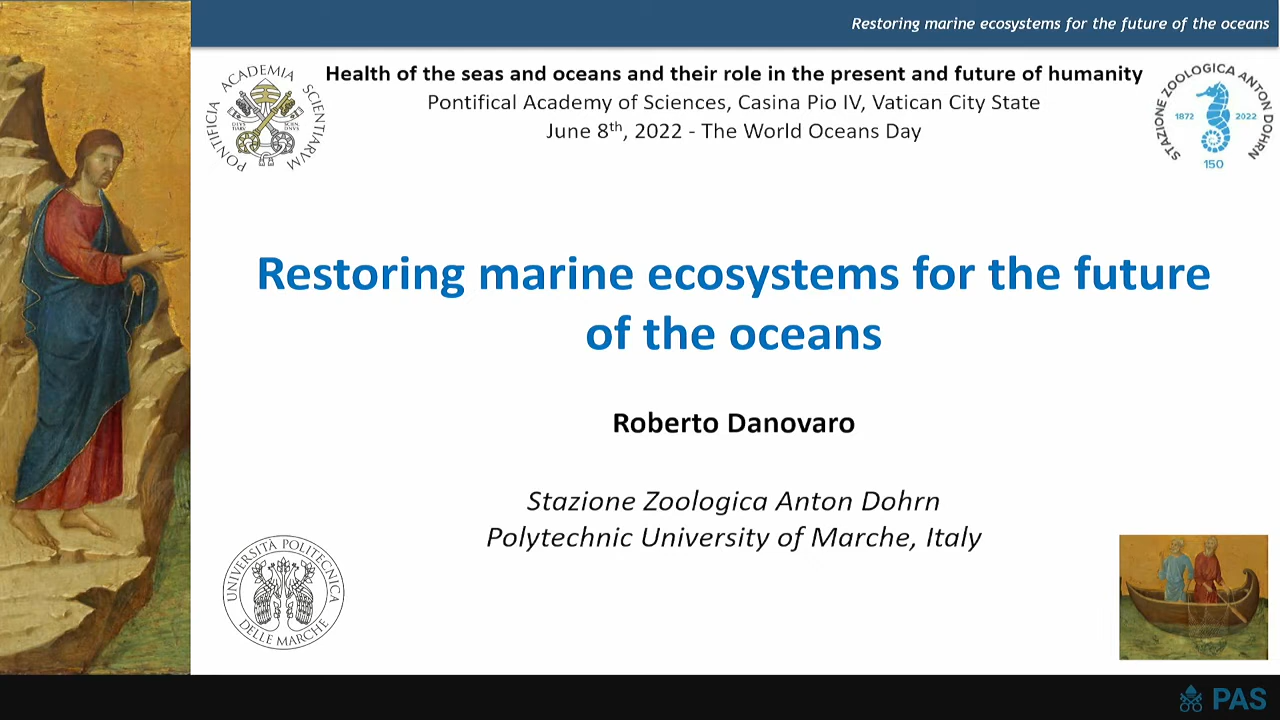 Restoring marine ecosystems for the future of the oceans
Health of the seas and oceans and their role in the present and future of humanity
Pontifical Academy of Sciences, Casina Pio IV, Vatican City State
June 8th, 2022 - The World Oceans Day
PONTIFICIA ACADEMIA SCIENTIARVM
STAZIONE ZOOLOGICA ANTON DOHRN
1872 2022
150
Restoring marine ecosystems for the future
of the oceans
Roberto Danovaro
Stazione Zoologica Anton Dohrn
Polytechnic University of Marche, Italy
UNIVERSITÀ POLITECNICA
DELLE MARCHE
PAS